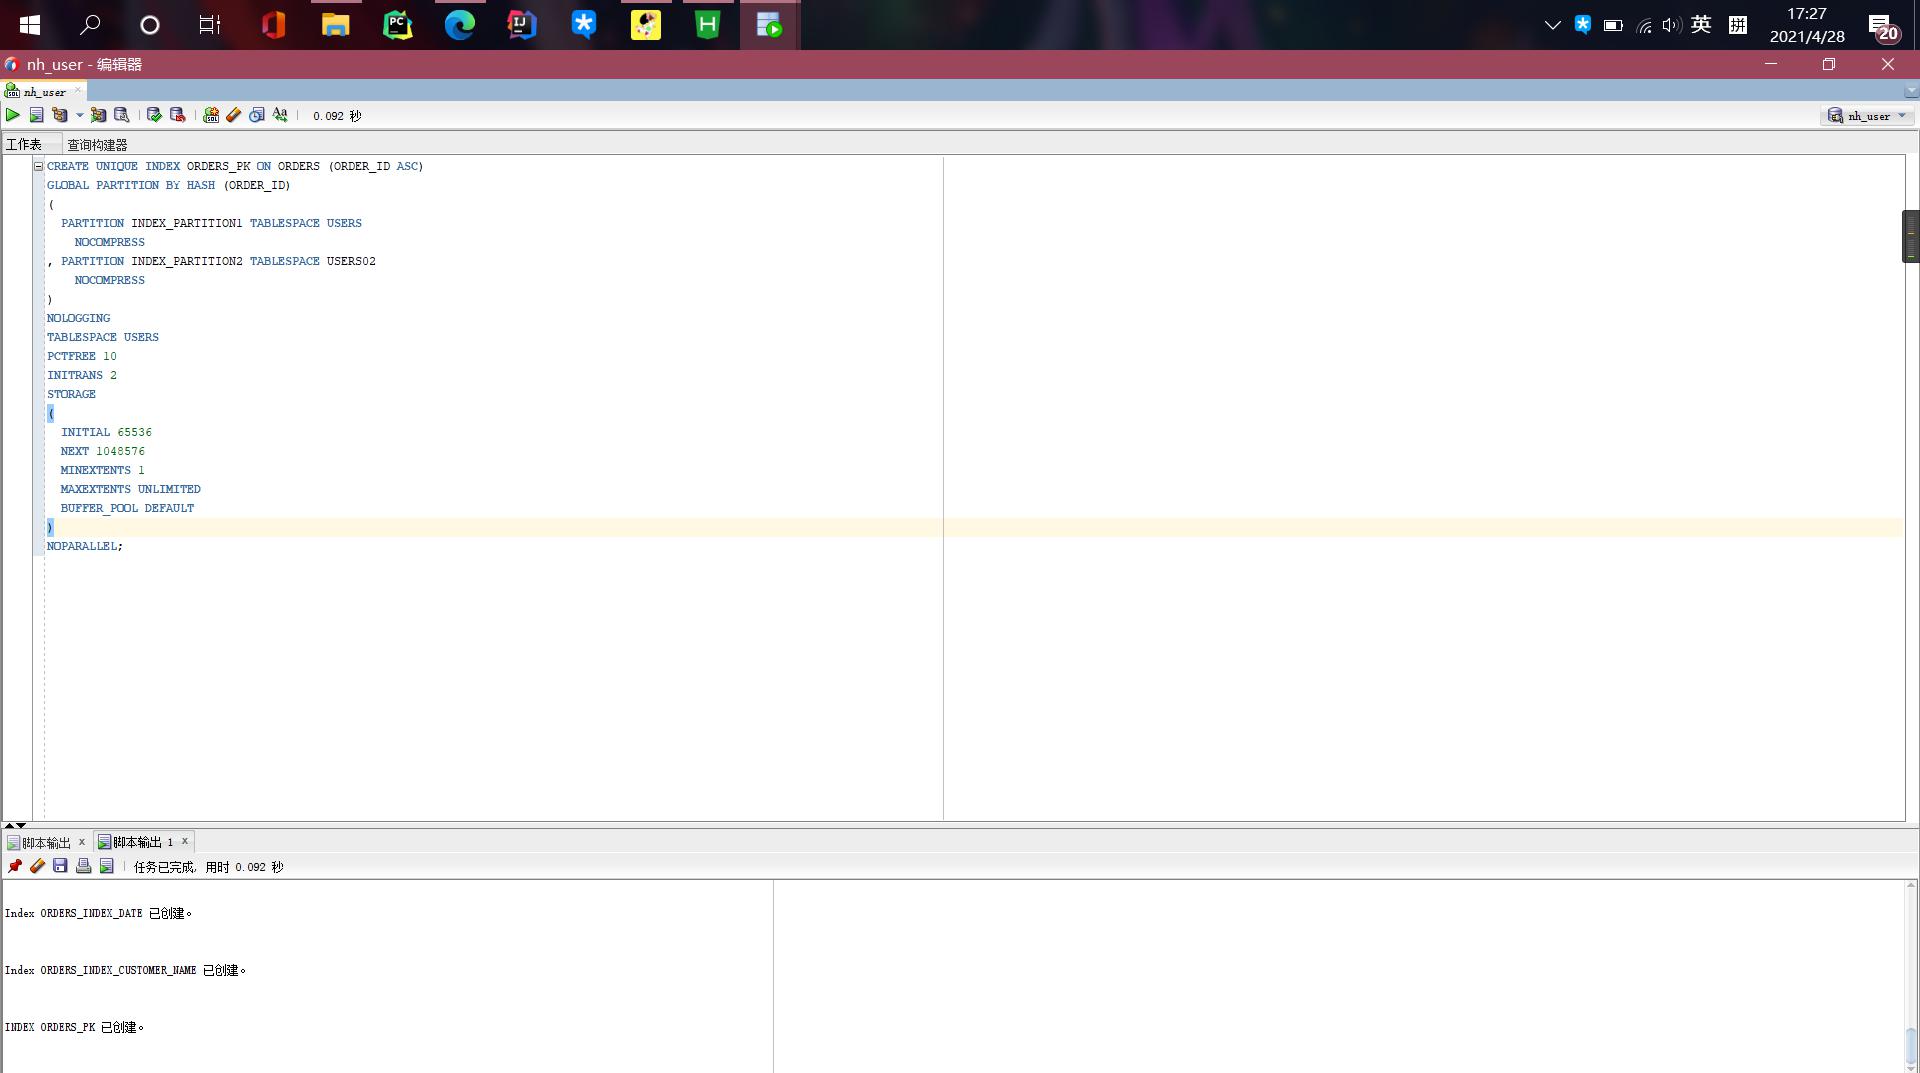 英
拼
17:27
2021/4/28
20
nh_user - 编辑器
nh_user
0.092 秒
nh_user
工作表
查询构建器
CREATE UNIQUE INDEX ORDERS_PK ON ORDERS (ORDER_ID ASC)
GLOBAL PARTITION BY HASH (ORDER_ID)
(
PARTITION INDEX_PARTITION1 TABLESPACE USERS
NOCOMPRESS
, PARTITION INDEX_PARTITION2 TABLESPACE USERS02
NOCOMPRESS
)
NOLOGGING
TABLESPACE USERS
PCTFREE 10
INITRANS 2
STORAGE
(
INITIAL 65536
NEXT 1048576
MINEXTENTS 1
MAXEXTENTS UNLIMITED
BUFFER_POOL DEFAULT
)
NOPARALLEL;
脚本输出
脚本输出 1
任务已完成, 用时 0.092 秒
Index ORDERS_INDEX_DATE 已创建。
Index ORDERS_INDEX_CUSTOMER_NAME 已创建。
INDEX ORDERS_PK 已创建。